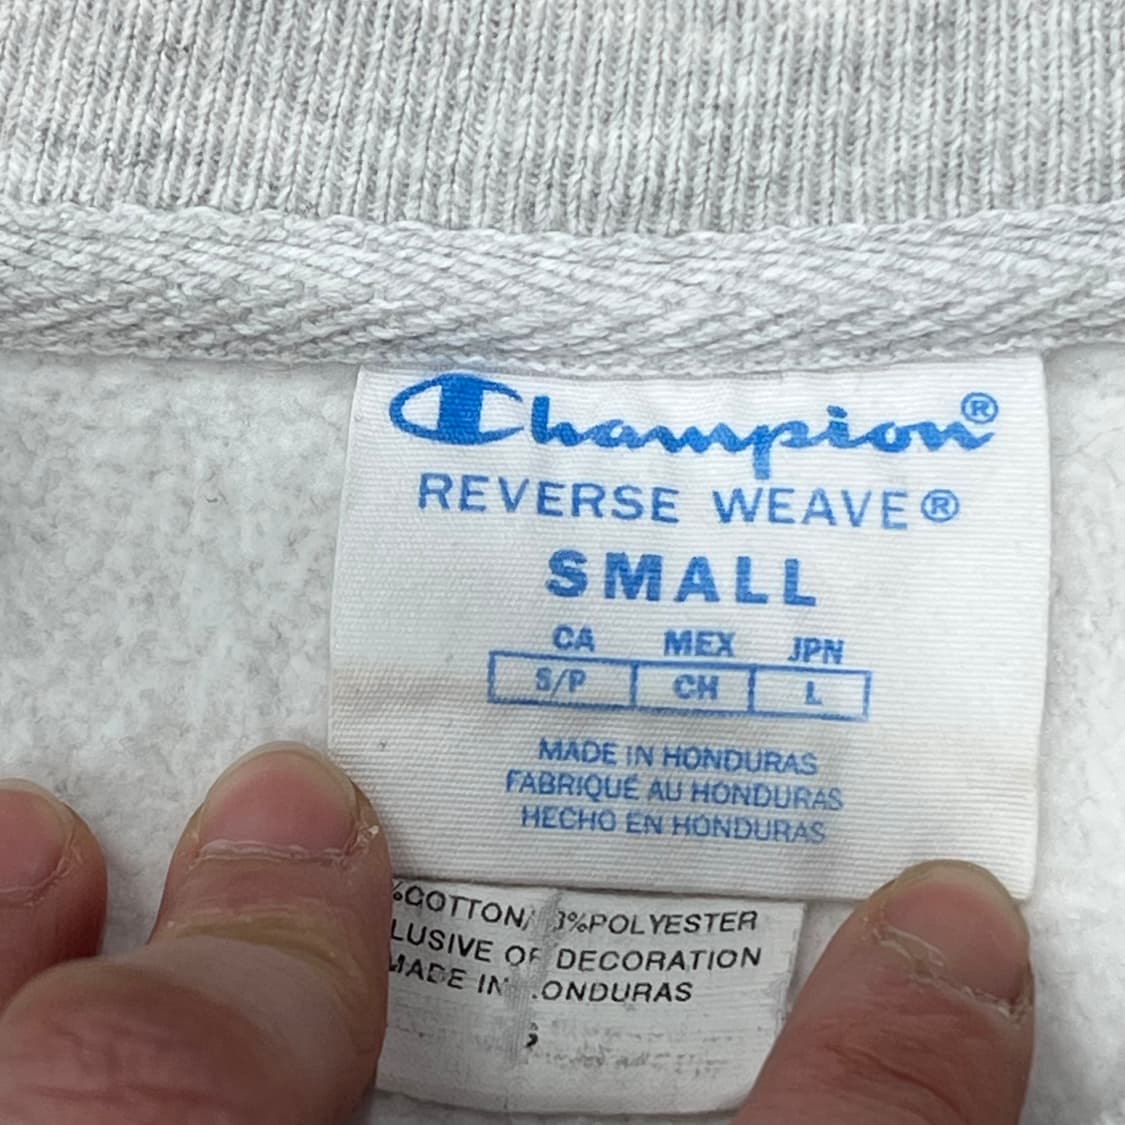 Champion®
REVERSE WEAVE®
SMALL
CA MEX JPN
S/P CH L
MADE IN HONDURAS
FABRIQUÉ AU HONDURAS
HECHO EN HONDURAS
%COTTON/ %POLYESTER
LUSIVE OF DECORATION
MADE IN ONDURAS